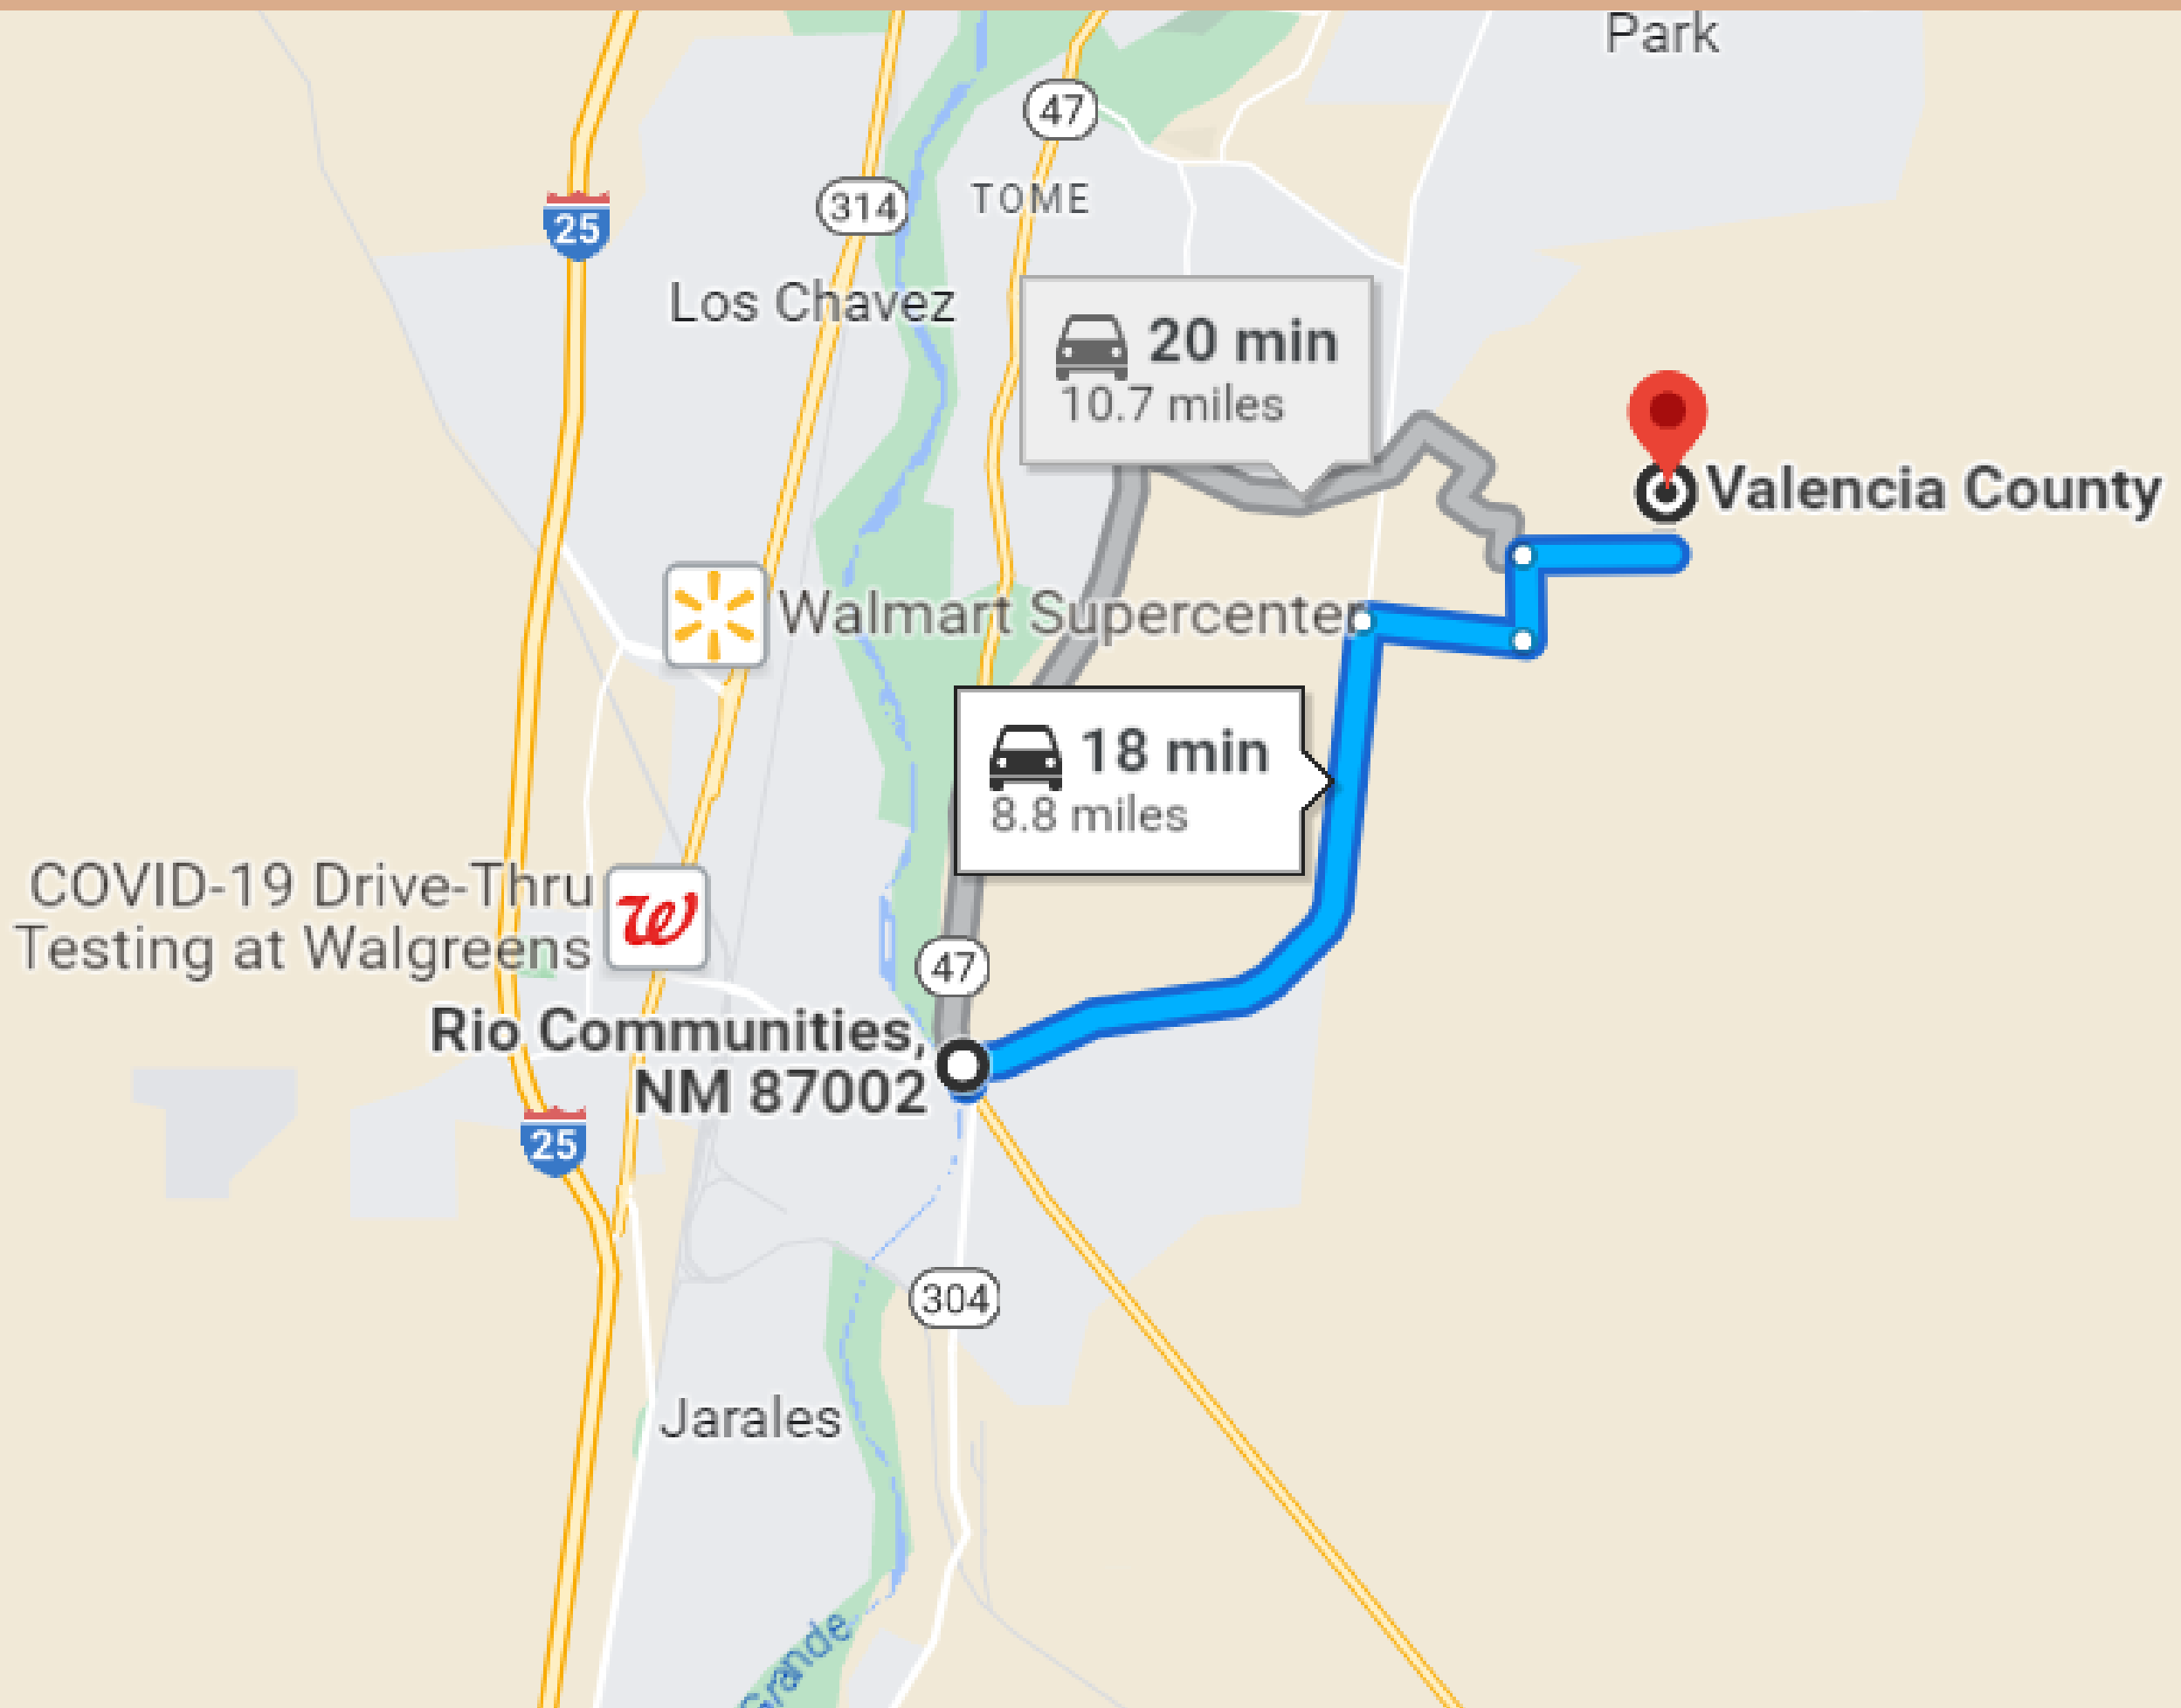 Park
47
314
TOME
25
Los Chavez
20 min
10.7 miles
Valencia County
Walmart Supercenter
18 min
8.8 miles
COVID-19 Drive-Thru
Testing at Walgreens
W
47
Rio Communities,
NM 87002
25
304
Jarales
Grande